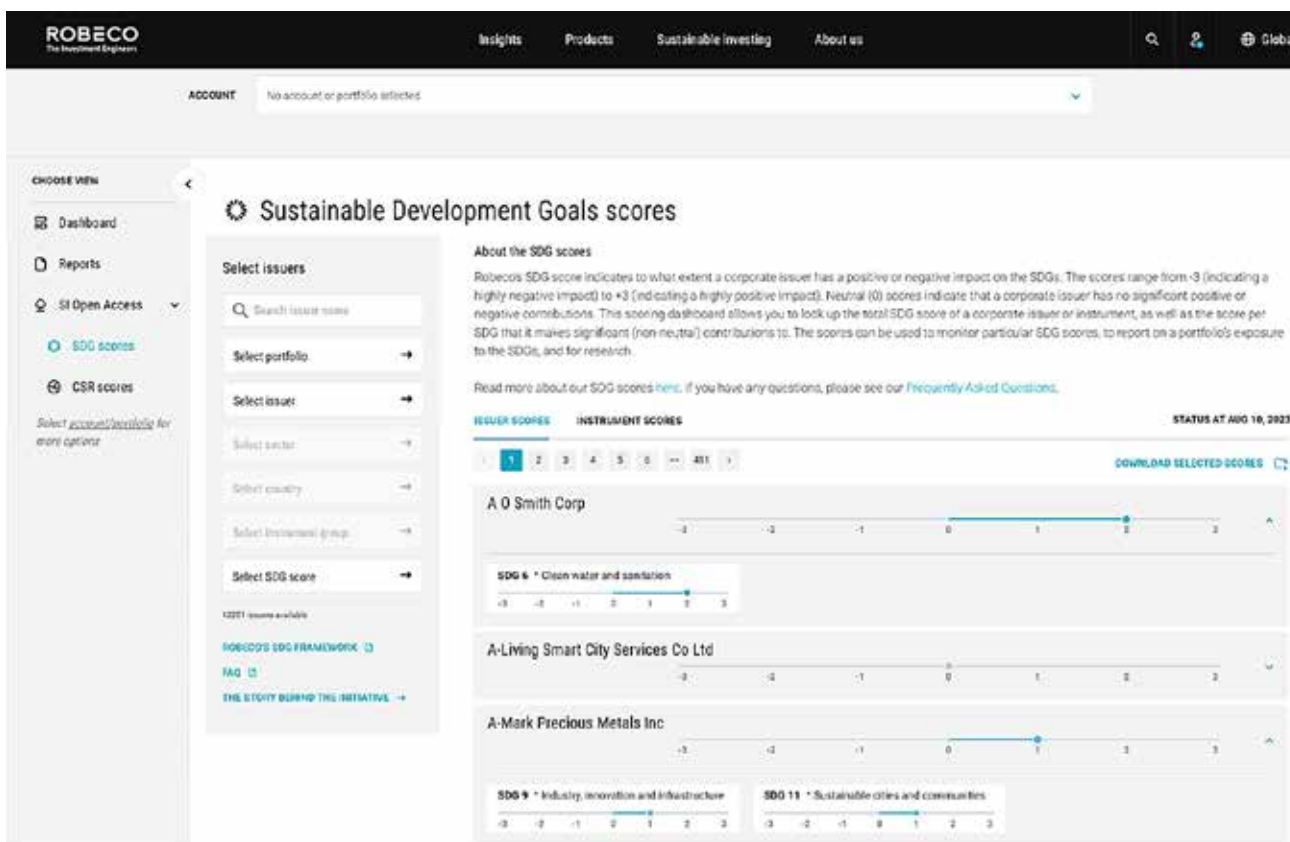 ROBECO
The Investment Engineers
Insights Products Sustainable investing About us
Globa
ACCOUNT No account or portfolio selected
CHOOSE VIEW
Dashboard
Reports
SI Open Access
SDG scores
CSR scores
Select account/portfolio for
more options
Sustainable Development Goals scores
Select issuers
Search issuer name
Select portfolio
Select issuer
Select sector
Select country
Select instrument group
Select SDG score
issuers available
ROBECO'S SDG FRAMEWORK
FAQ
THE STORY BEHIND THE INITIATIVE
About the SDG scores
Robeco's SDG score indicates to what extent a corporate issuer has a positive or negative impact on the SDGs. The scores range from -3 (indicating a
highly negative impact) to +3 (indicating a highly positive impact). Neutral (0) scores indicate that a corporate issuer has no significant positive or
negative contributions. This scoring dashboard allows you to look up the total SDG score of a corporate issuer or instrument, as well as the score per
SDG that it makes significant (non-neutral) contributions to. The scores can be used to monitor particular SDG scores, to report on a portfolio's exposure
to the SDGs, and for research.
Read more about our SDG scores here. If you have any questions, please see our Frequently Asked Questions.
ISSUER SCORES INSTRUMENT SCORES STATUS AT AUG 10, 2023
1 2 3 4 5 6 ··· 481
DOWNLOAD SELECTED SCORES
A O Smith Corp
-3 -2 -1 0 1 2 3
SDG 6 * Clean water and sanitation
-3 -2 -1 0 1 2 3
A-Living Smart City Services Co Ltd
-3 -2 -1 0 1 2 3
A-Mark Precious Metals Inc
-3 -2 -1 0 1 2 3
SDG 9 * Industry, innovation and infrastructure SDG 11 * Sustainable cities and communities
-3 -2 -1 0 1 2 3 -3 -2 -1 0 1 2 3